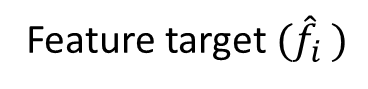 Feature target (𝑓̂ᵢ )